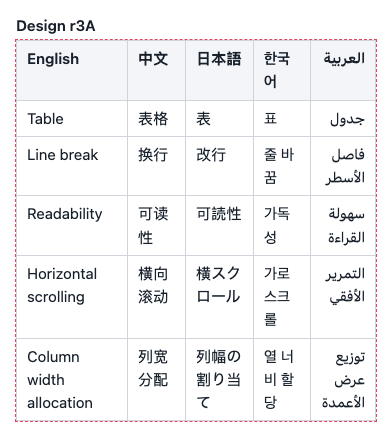 Design r3A
English 中文 日本語 한국
어 العربية
Table 表格 表 표 جدول
Line break 换行 改行 줄 바
꿈 فاصل
الأسطر
Readability 可读
性 可読性 가독
성 سهولة
القراءة
Horizontal
scrolling 横向
滚动 横スク
ロール 가로
스크
롤 التمرير
الأفقي
Column
width
allocation 列宽
分配 列幅の
割り当
て 열 너
비 할
당 توزيع
عرض
الأعمدة